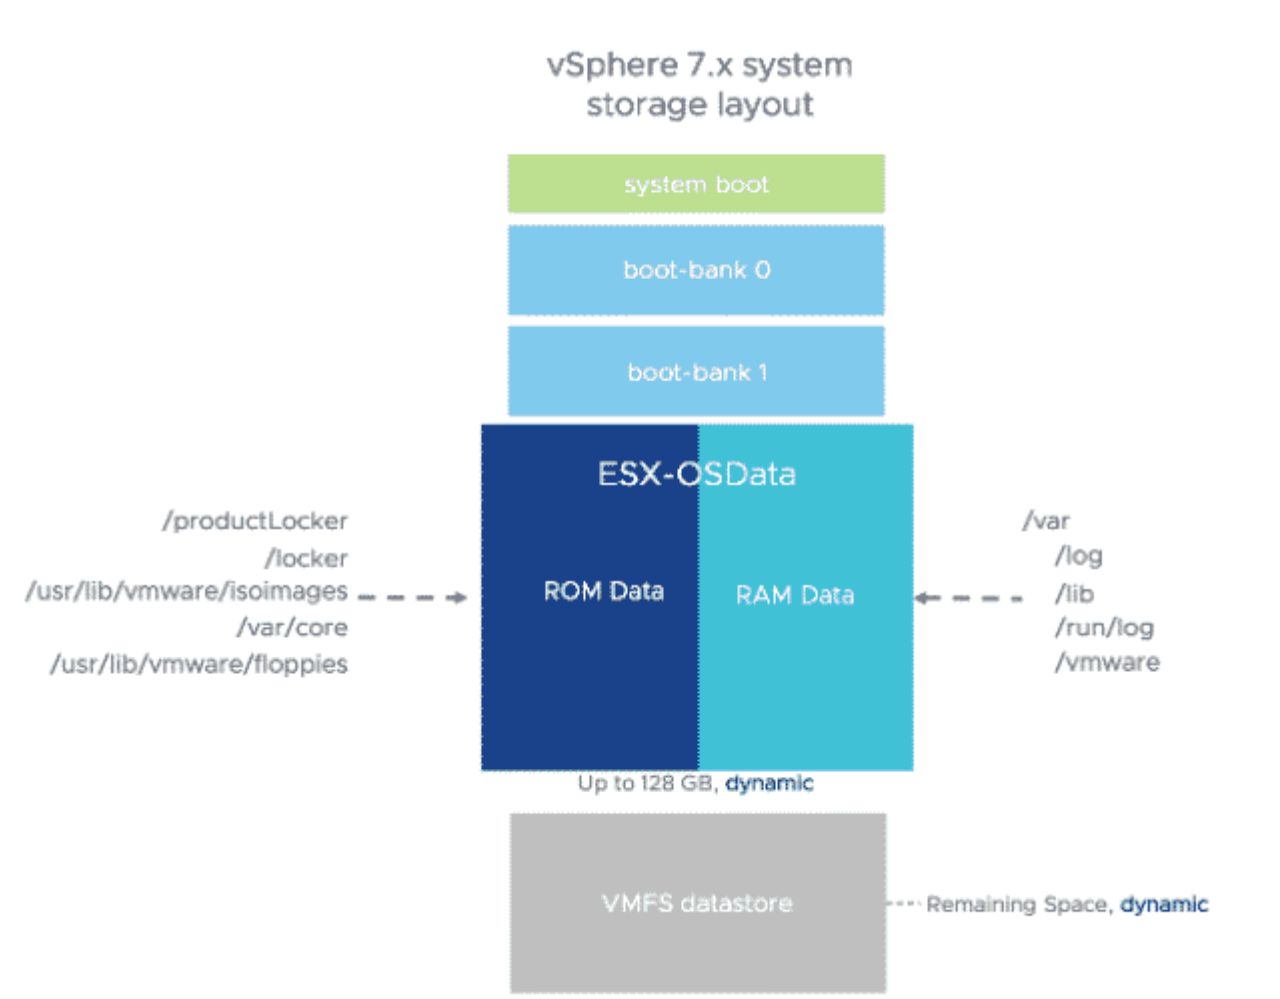 vSphere 7.x system
storage layout
system boot
boot-bank 0
boot-bank 1
ESX-OSData
/productLocker
/locker
/usr/lib/vmware/isoimages
/var/core
/usr/lib/vmware/floppies
ROM Data
RAM Data
/var
/log
/lib
/run/log
/vmware
Up to 128 GB, dynamic
VMFS datastore
Remaining Space, dynamic